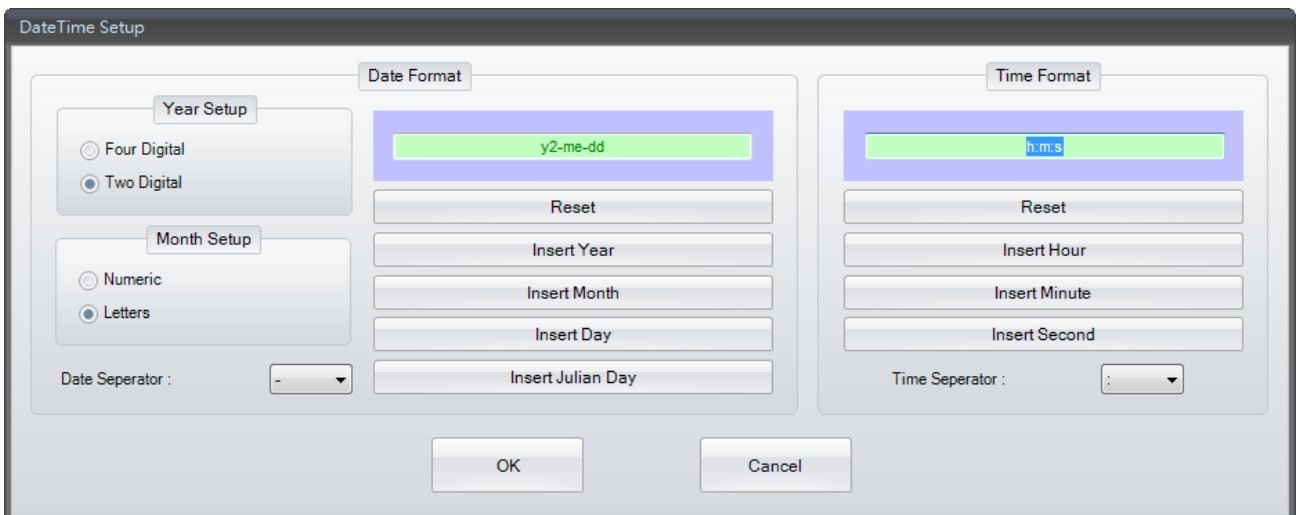 DateTime Setup
Date Format
Year Setup
Four Digital
Two Digital
Month Setup
Numeric
Letters
Date Seperator :
-
y2-me-dd
Reset
Insert Year
Insert Month
Insert Day
Insert Julian Day
Time Format
h:m:s
Reset
Insert Hour
Insert Minute
Insert Second
Time Seperator :
:
OK
Cancel